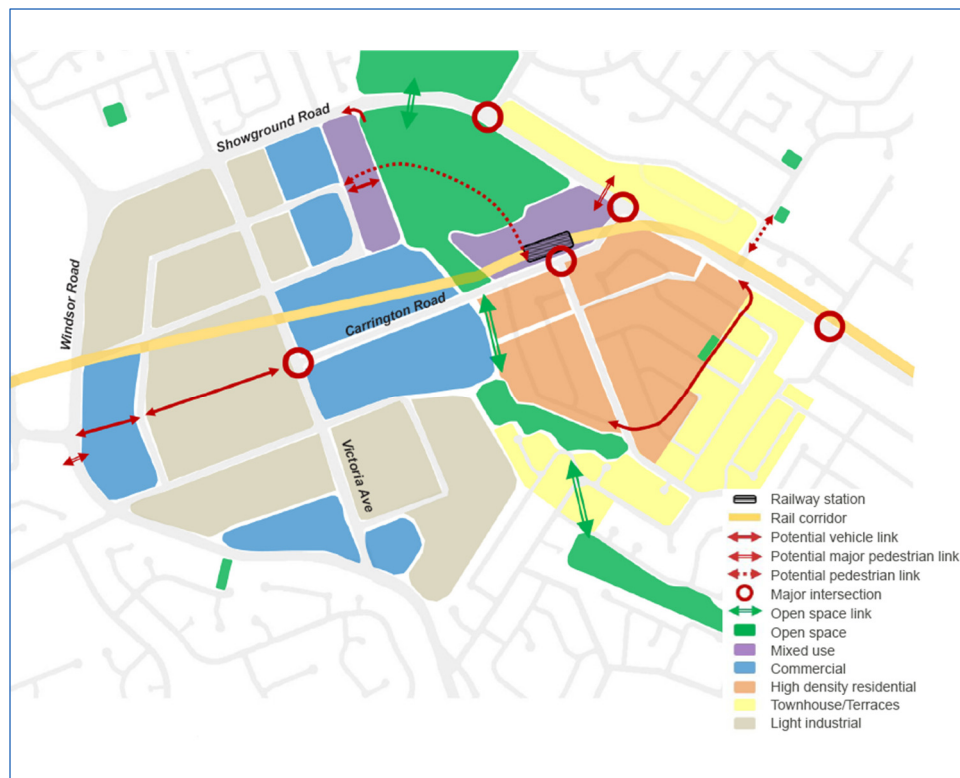 Showground Road
Windsor Road
Carrington Road
Victoria Ave
Railway station
Rail corridor
Potential vehicle link
Potential major pedestrian link
Potential pedestrian link
Major intersection
Open space link
Open space
Mixed use
Commercial
High density residential
Townhouse/Terraces
Light industrial